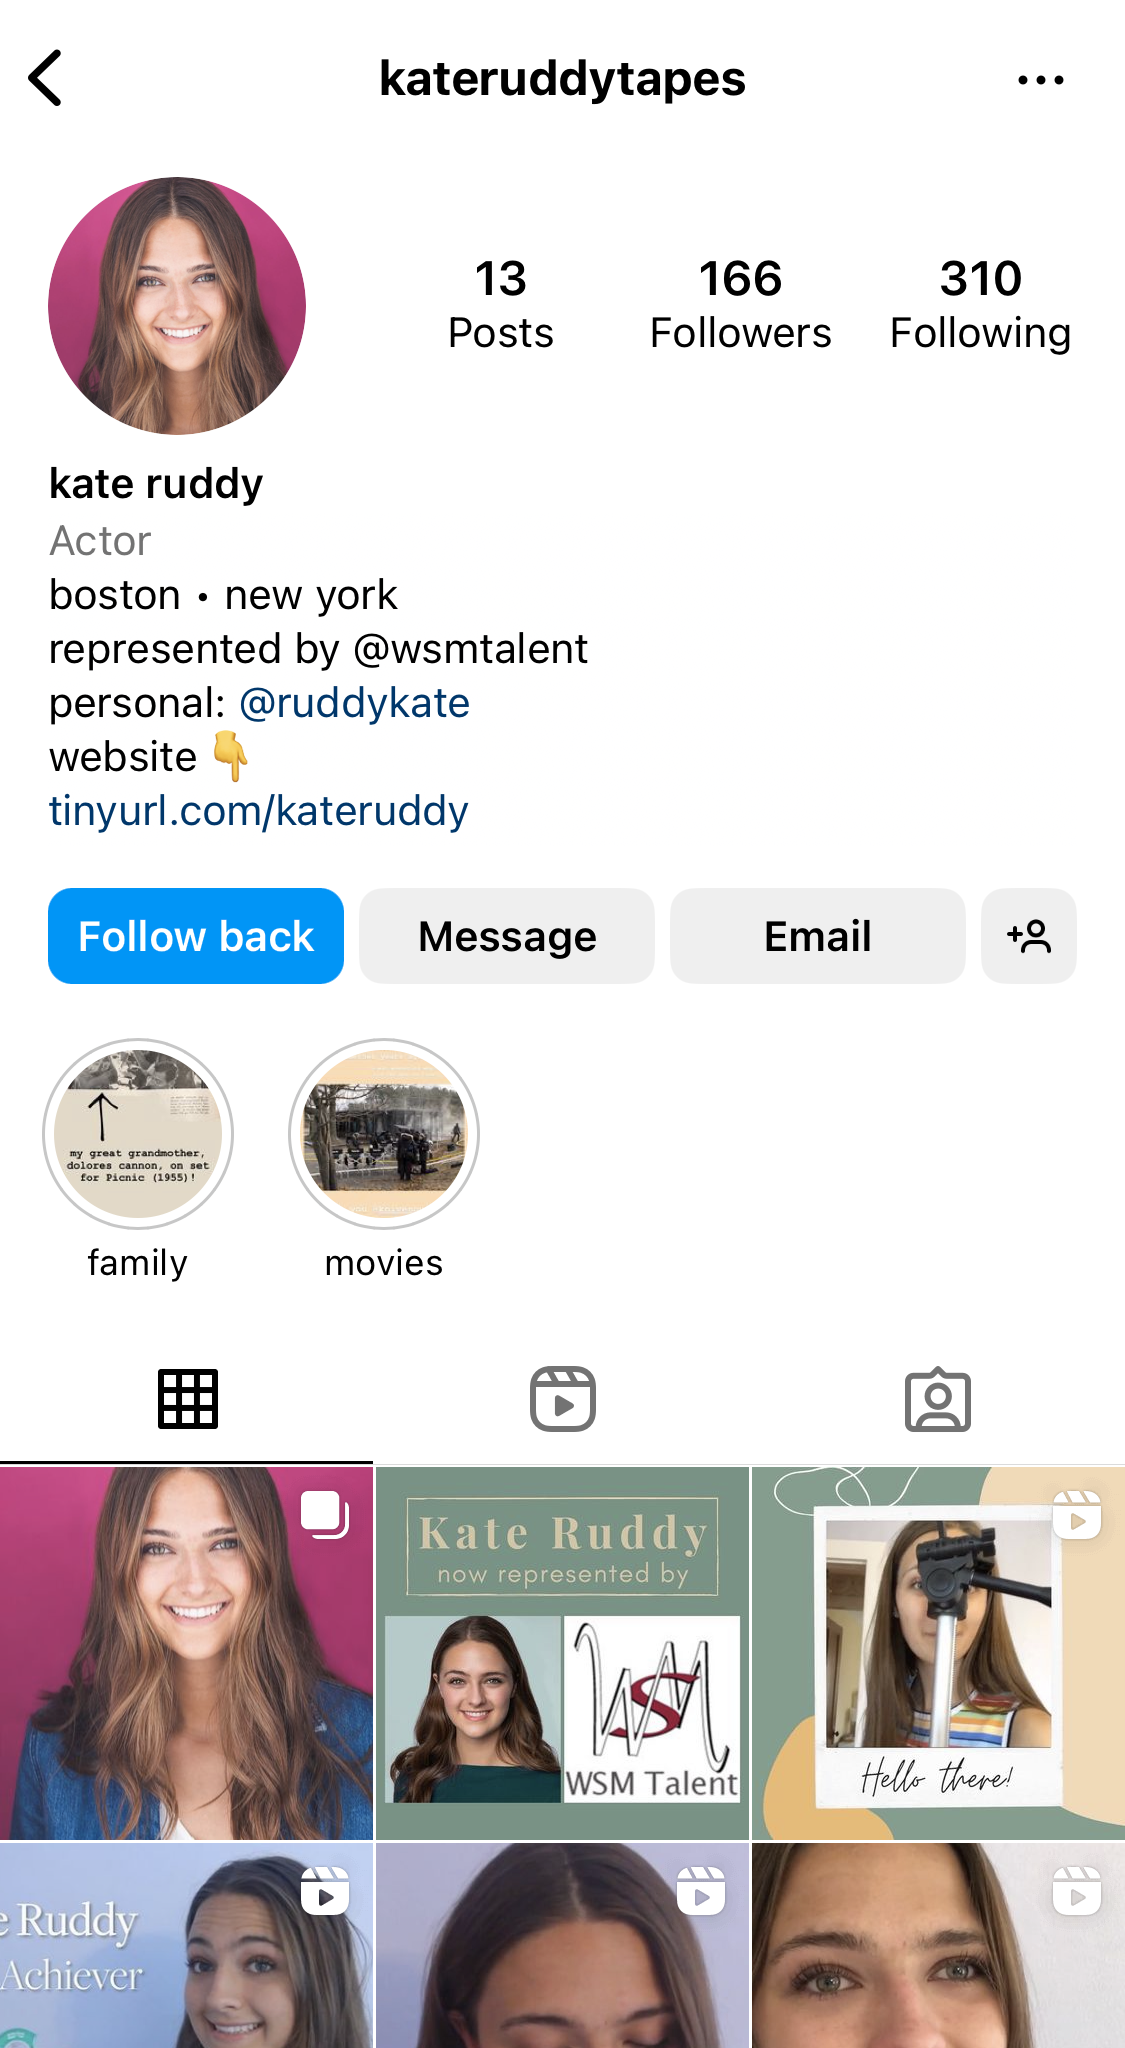 kateruddytapes
13
Posts
166
Followers
310
Following
kate ruddy
Actor
boston • new york
represented by @wsmtalent
personal: @ruddykate
website 👇
tinyurl.com/kateruddy
Follow back
Message
Email
my great grandmother,
dolores cannon, on set
for Picnic (1955)!
family
movies
Kate Ruddy
now represented by
WSM
WSM Talent
Hello there!
e Ruddy
Achiever